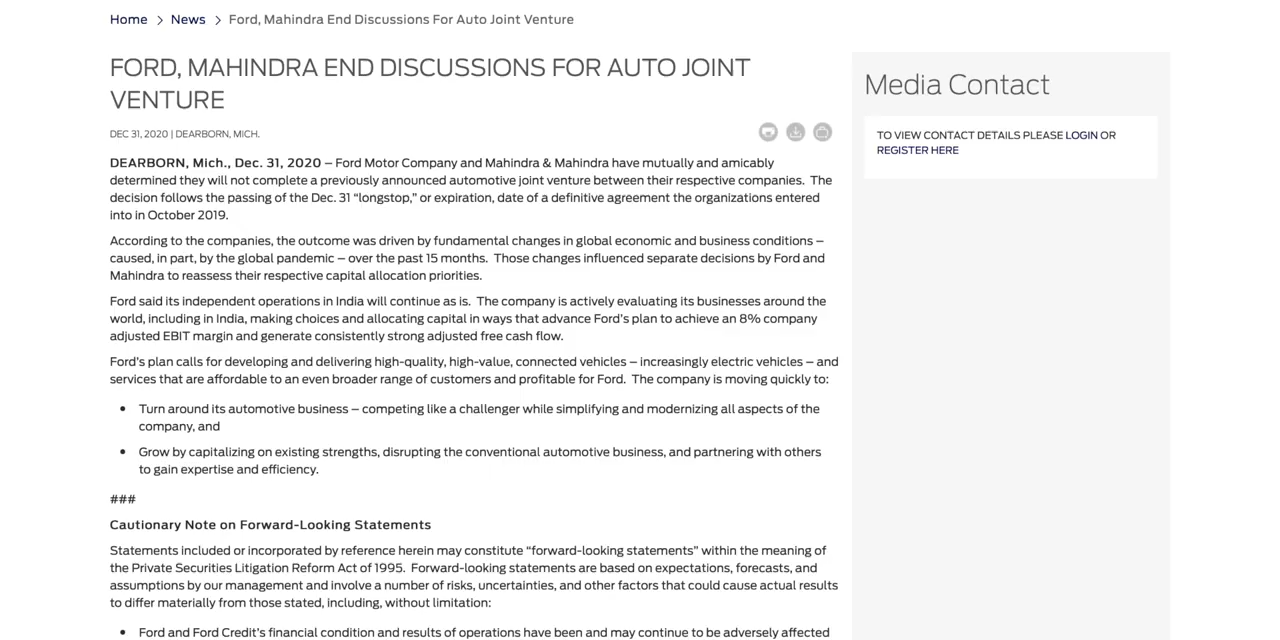 Home > News > Ford, Mahindra End Discussions For Auto Joint Venture
FORD, MAHINDRA END DISCUSSIONS FOR AUTO JOINT
VENTURE
DEC 31, 2020 | DEARBORN, MICH.
DEARBORN, Mich., Dec. 31, 2020 – Ford Motor Company and Mahindra & Mahindra have mutually and amicably
determined they will not complete a previously announced automotive joint venture between their respective companies. The
decision follows the passing of the Dec. 31 “longstop,” or expiration, date of a definitive agreement the organizations entered
into in October 2019.
According to the companies, the outcome was driven by fundamental changes in global economic and business conditions –
caused, in part, by the global pandemic – over the past 15 months. Those changes influenced separate decisions by Ford and
Mahindra to reassess their respective capital allocation priorities.
Ford said its independent operations in India will continue as is. The company is actively evaluating its businesses around the
world, including in India, making choices and allocating capital in ways that advance Ford’s plan to achieve an 8% company
adjusted EBIT margin and generate consistently strong adjusted free cash flow.
Ford’s plan calls for developing and delivering high-quality, high-value, connected vehicles – increasingly electric vehicles – and
services that are affordable to an even broader range of customers and profitable for Ford. The company is moving quickly to:
• Turn around its automotive business – competing like a challenger while simplifying and modernizing all aspects of the
company, and
• Grow by capitalizing on existing strengths, disrupting the conventional automotive business, and partnering with others
to gain expertise and efficiency.
###
Cautionary Note on Forward-Looking Statements
Statements included or incorporated by reference herein may constitute “forward-looking statements” within the meaning of
the Private Securities Litigation Reform Act of 1995. Forward-looking statements are based on expectations, forecasts, and
assumptions by our management and involve a number of risks, uncertainties, and other factors that could cause actual results
to differ materially from those stated, including, without limitation:
• Ford and Ford Credit’s financial condition and results of operations have been and may continue to be adversely affected
Media Contact
TO VIEW CONTACT DETAILS PLEASE LOGIN OR
REGISTER HERE